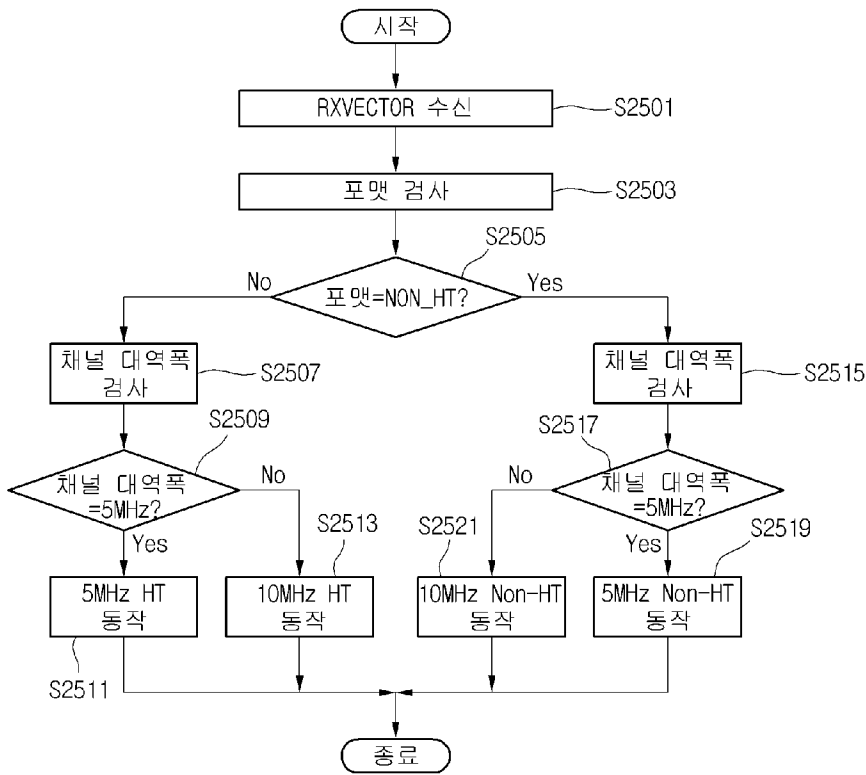 시작
RXVECTOR 수신
S2501
포맷 검사
S2503
S2505
포맷=NON_HT?
No
Yes
채널 대역폭
검사
S2507
채널 대역폭
검사
S2515
S2509
채널 대역폭
=5MHz?
No
Yes
S2517
채널 대역폭
=5MHz?
No
Yes
5MHz HT
동작
S2511
S2513
10MHz HT
동작
S2521
10MHz Non-HT
동작
S2519
5MHz Non-HT
동작
종료